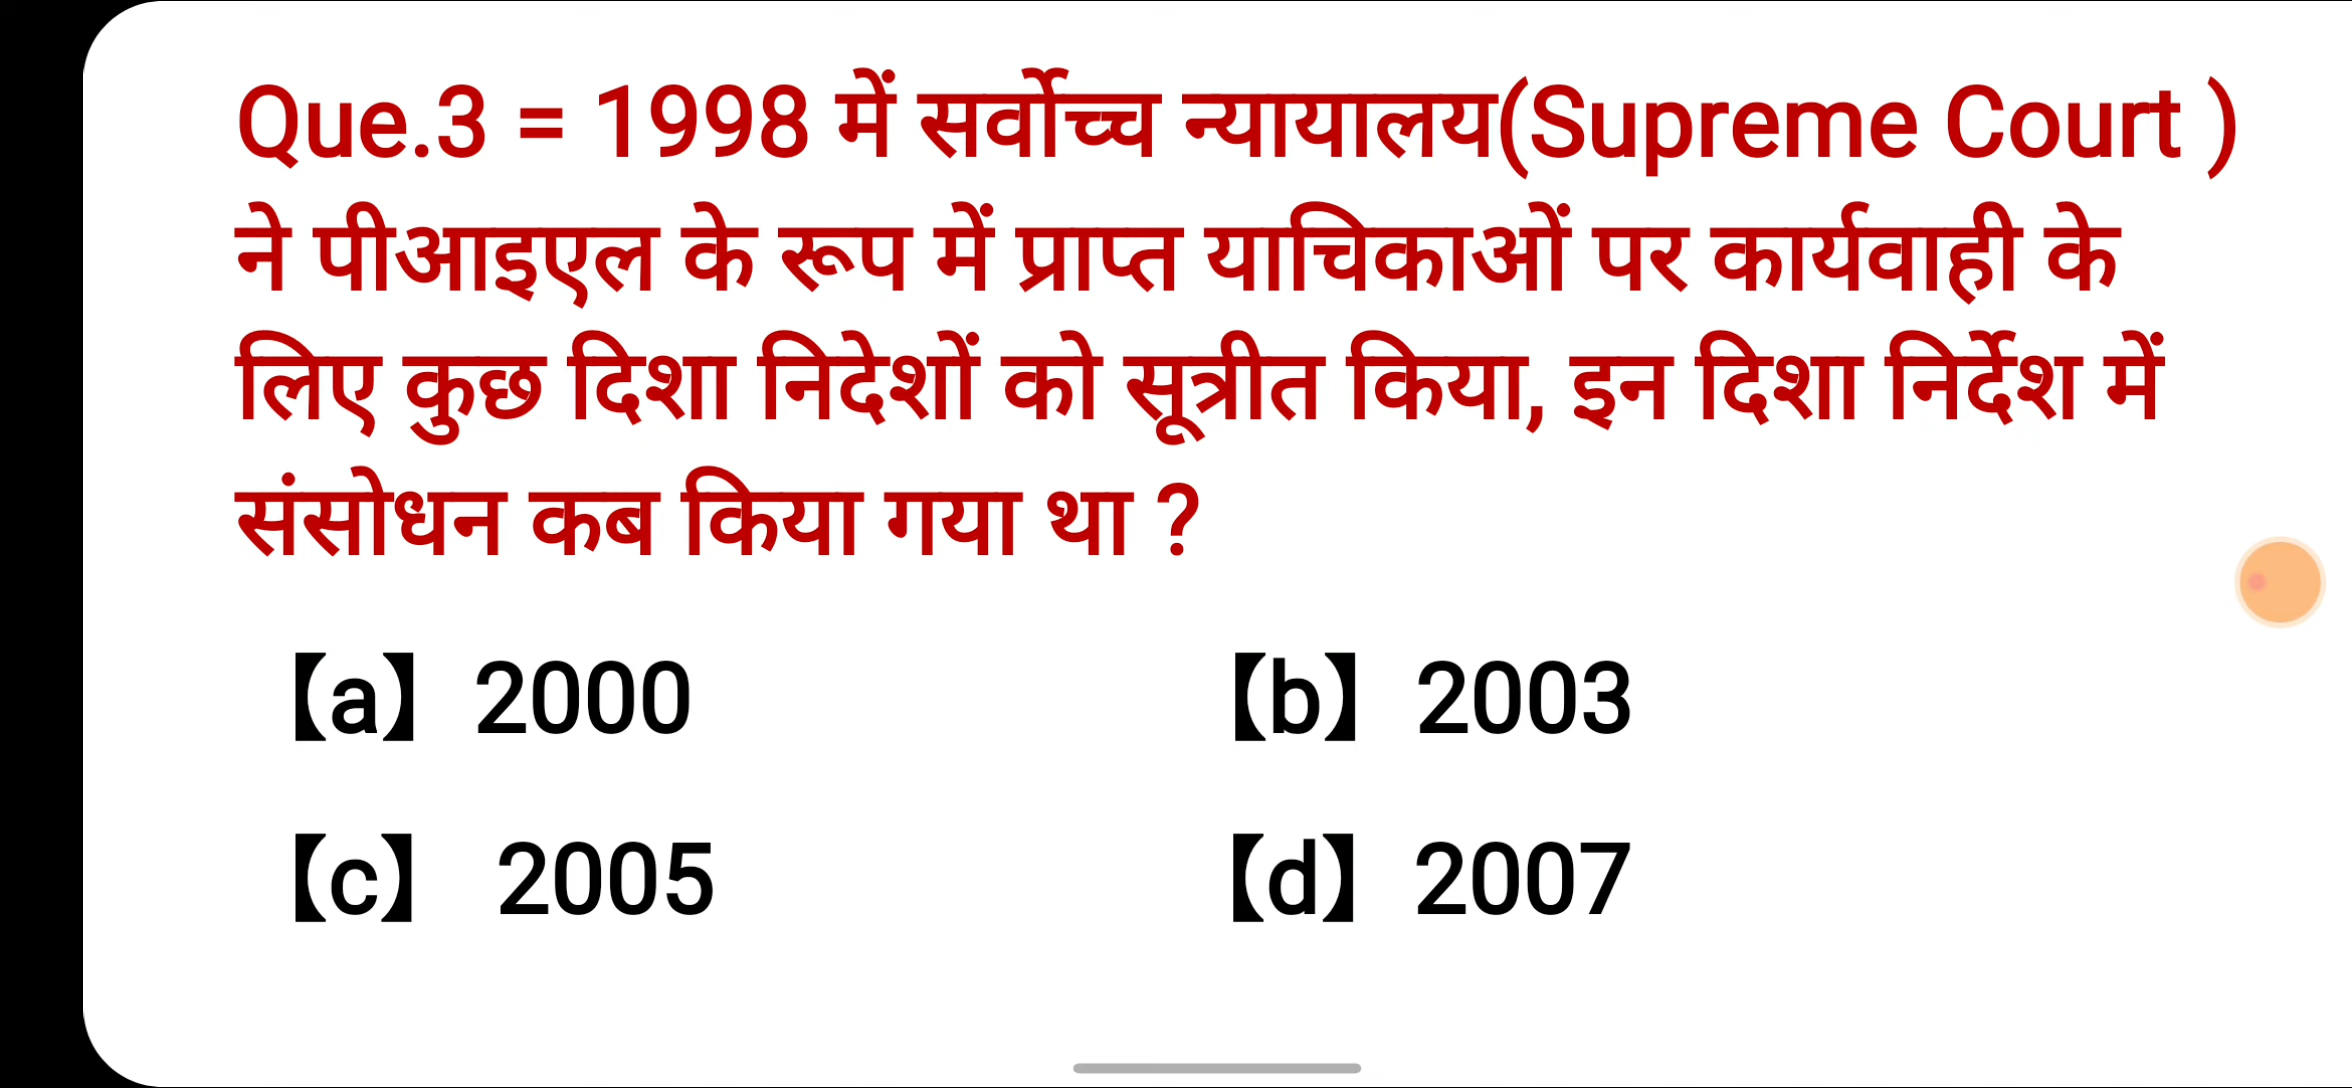 Que.3 = 1998 में सर्वोच्च न्यायालय(Supreme Court )
ने पीआइएल के रूप में प्राप्त याचिकाओं पर कार्यवाही के
लिए कुछ दिशा निदेशों को सूत्रीत किया, इन दिशा निर्देश में
संसोधन कब किया गया था ?
【a】 2000
【b】 2003
【c】 2005
【d】 2007